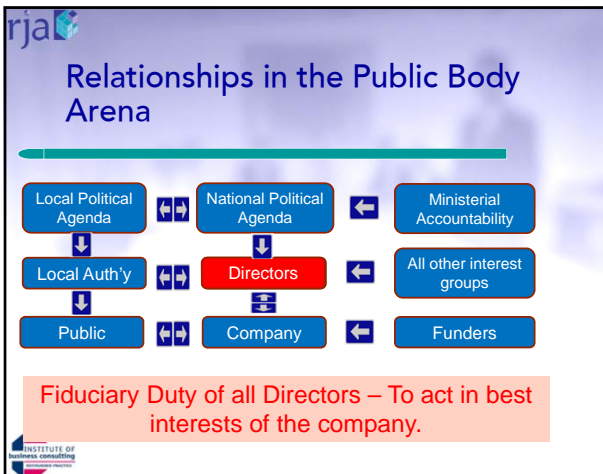 rja
Relationships in the Public Body
Arena
Local Political
Agenda
National Political
Agenda
Ministerial
Accountability
Local Auth'y
Directors
All other interest
groups
Public
Company
Funders
Fiduciary Duty of all Directors – To act in best
interests of the company.
INSTITUTE OF
business consulting
RECOGNISED PRACTICE